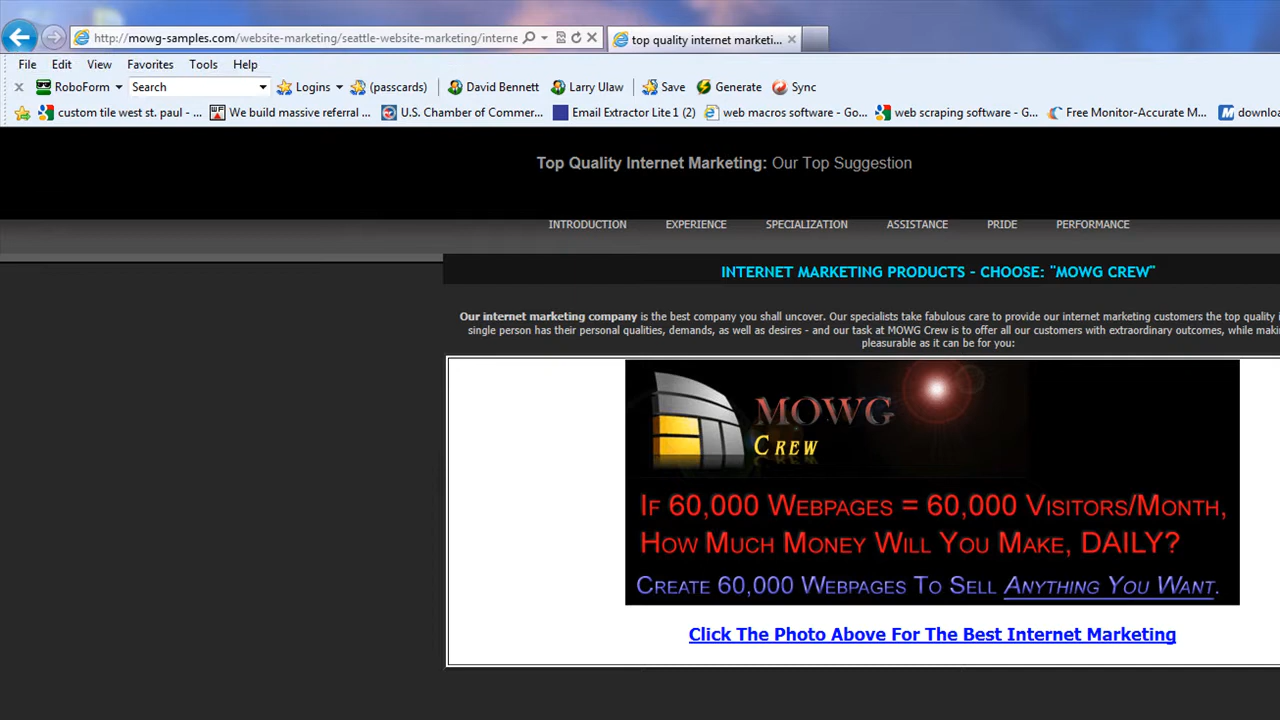 http://mowg-samples.com/website-marketing/seattle-website-marketing/interne
top quality internet marketi...
File Edit View Favorites Tools Help
RoboForm Search Logins (passcards) David Bennett Larry Ulaw Save Generate Sync
custom tile west st. paul - ... We build massive referral ... U.S. Chamber of Commer... Email Extractor Lite 1 (2) web macros software - Go... web scraping software - Go... Free Monitor-Accurate M... downloa
Top Quality Internet Marketing: Our Top Suggestion
INTRODUCTION EXPERIENCE SPECIALIZATION ASSISTANCE PRIDE PERFORMANCE
INTERNET MARKETING PRODUCTS - CHOOSE: "MOWG CREW"
Our internet marketing company is the best company you shall uncover. Our specialists take fabulous care to provide our internet marketing customers the top quality i
single person has their personal qualities, demands, as well as desires - and our task at MOWG Crew is to offer all our customers with extraordinary outcomes, while makin
pleasurable as it can be for you:
MOWG
CREW
IF 60,000 WEBPAGES = 60,000 VISITORS/MONTH,
HOW MUCH MONEY WILL YOU MAKE, DAILY?
CREATE 60,000 WEBPAGES TO SELL ANYTHING YOU WANT.
Click The Photo Above For The Best Internet Marketing